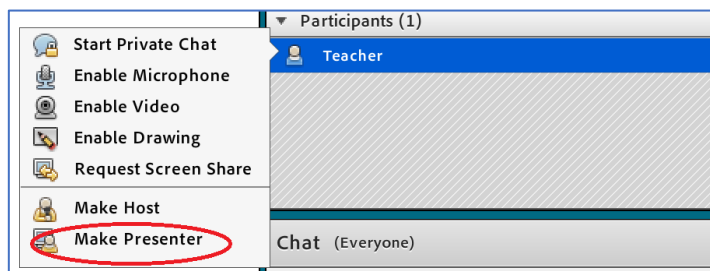 Participants (1)
Teacher
Start Private Chat
Enable Microphone
Enable Video
Enable Drawing
Request Screen Share
Make Host
Make Presenter
Chat (Everyone)